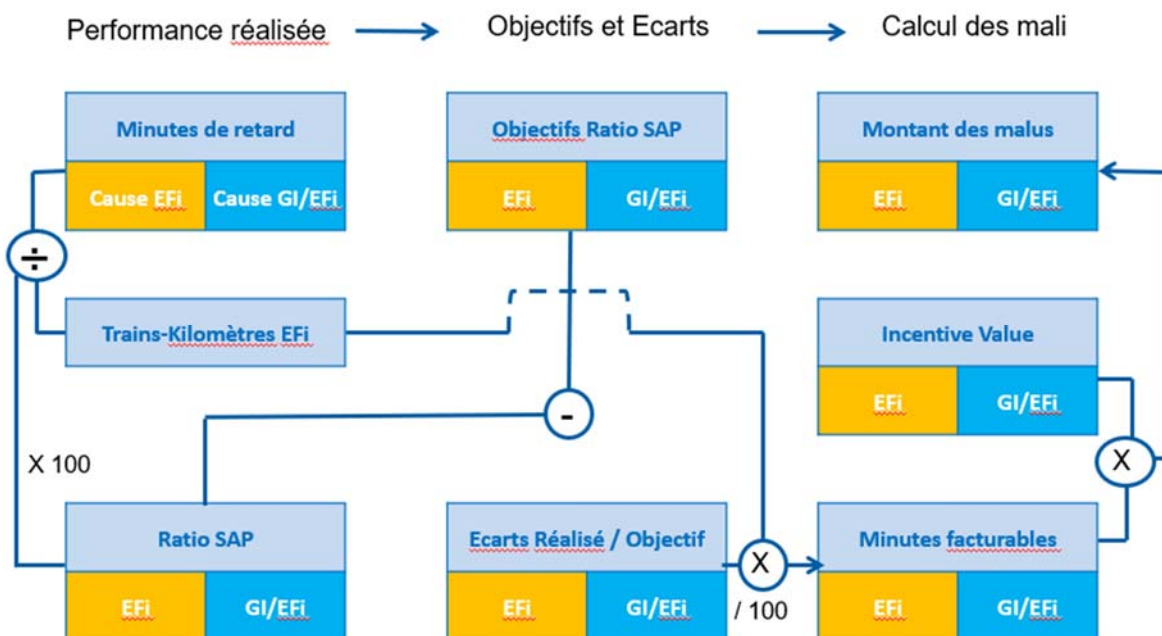 Performance réalisée
Objectifs et Ecarts
Calcul des mali
Minutes de retard
Objectifs Ratio SAP
Montant des malus
Cause EFi
Cause GI/EFi
EFi
GI/EFi
EFi
GI/EFi
÷
Trains-Kilomètres EFi
Incentive Value
EFi
GI/EFi
-
X 100
X
Ratio SAP
Ecarts Réalisé / Objectif
X
Minutes facturables
EFi
GI/EFi
EFi
GI/EFi
/ 100
EFi
GI/EFi